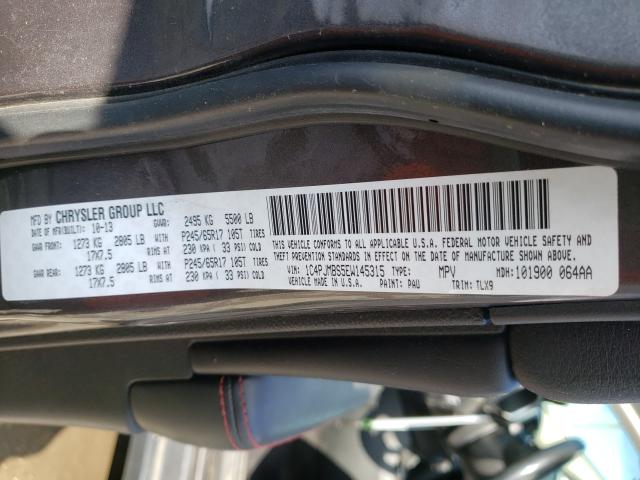 MFD BY CHRYSLER GROUP LLC
DATE OF MFR(BUILT): 10-13 GVWR: 2495 KG 5500 LB
GAWR FRONT: 1273 KG 2805 LB P245/65R17 105T TIRES
17X7.5 RIMS AT 230 KPA ( 33 PSI) COLD
GAWR REAR: 1273 KG 2805 LB P245/65R17 105T TIRES
17X7.5 RIMS AT 230 KPA ( 33 PSI) COLD
THIS VEHICLE CONFORMS TO ALL APPLICABLE U.S.A. FEDERAL MOTOR VEHICLE SAFETY AND
THEFT PREVENTION STANDARDS IN EFFECT ON THE DATE OF MANUFACTURE SHOWN ABOVE.
VIN: 1C4PJMBS5EW145315 TYPE: MPV MDH: 101900 064AA
VEHICLE MADE IN U.S.A. PAINT: PAU TRIM: TLX9